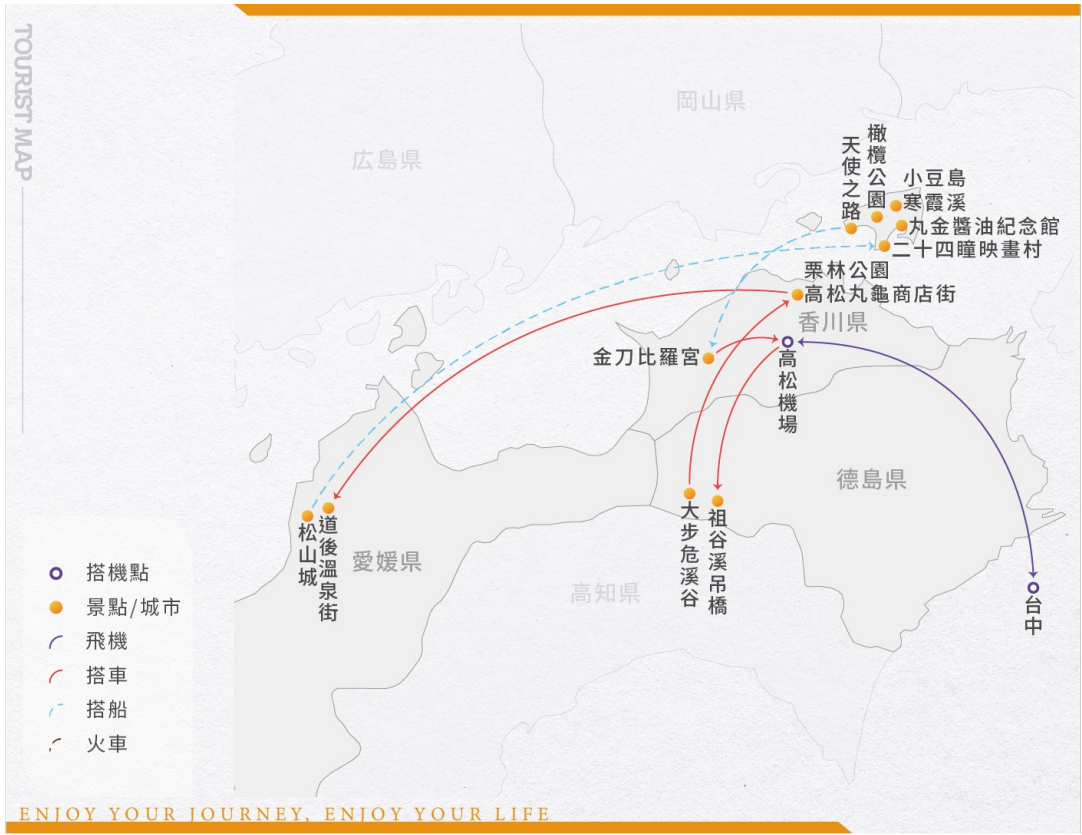 TOURIST MAP
岡山県
広島県
橄欖公園
天使之路
小豆島
寒霞溪
丸金醬油紀念館
二十四瞳映畫村
栗林公園
高松丸龜商店街
香川県
金刀比羅宮
高松機場
德島県
大步危溪谷
祖谷溪吊橋
松山城
道後溫泉街
愛媛県
高知県
台中
搭機點
景點/城市
飛機
搭車
搭船
火車
ENJOY YOUR JOURNEY, ENJOY YOUR LIFE